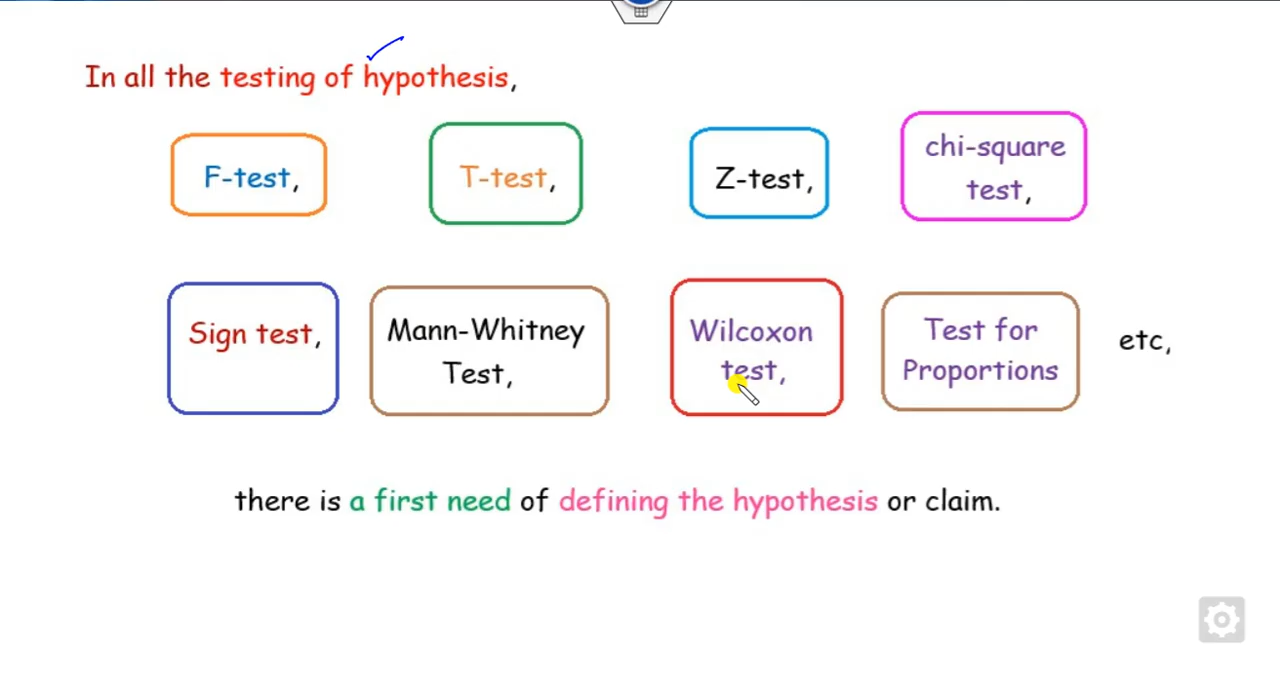 In all the testing of hypothesis,
F-test,
T-test,
Z-test,
chi-square
test,
Sign test,
Mann-Whitney
Test,
Wilcoxon
test,
Test for
Proportions
etc,
there is a first need of defining the hypothesis or claim.